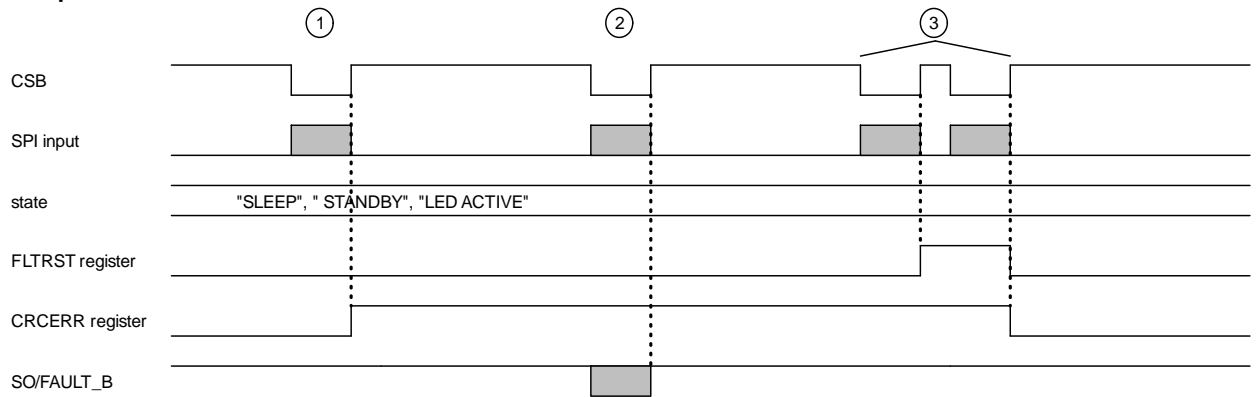 1 2 3
CSB
SPI input
state "SLEEP", " STANDBY", "LED ACTIVE"
FLTRST register
CRCERR register
SO/FAULT_B